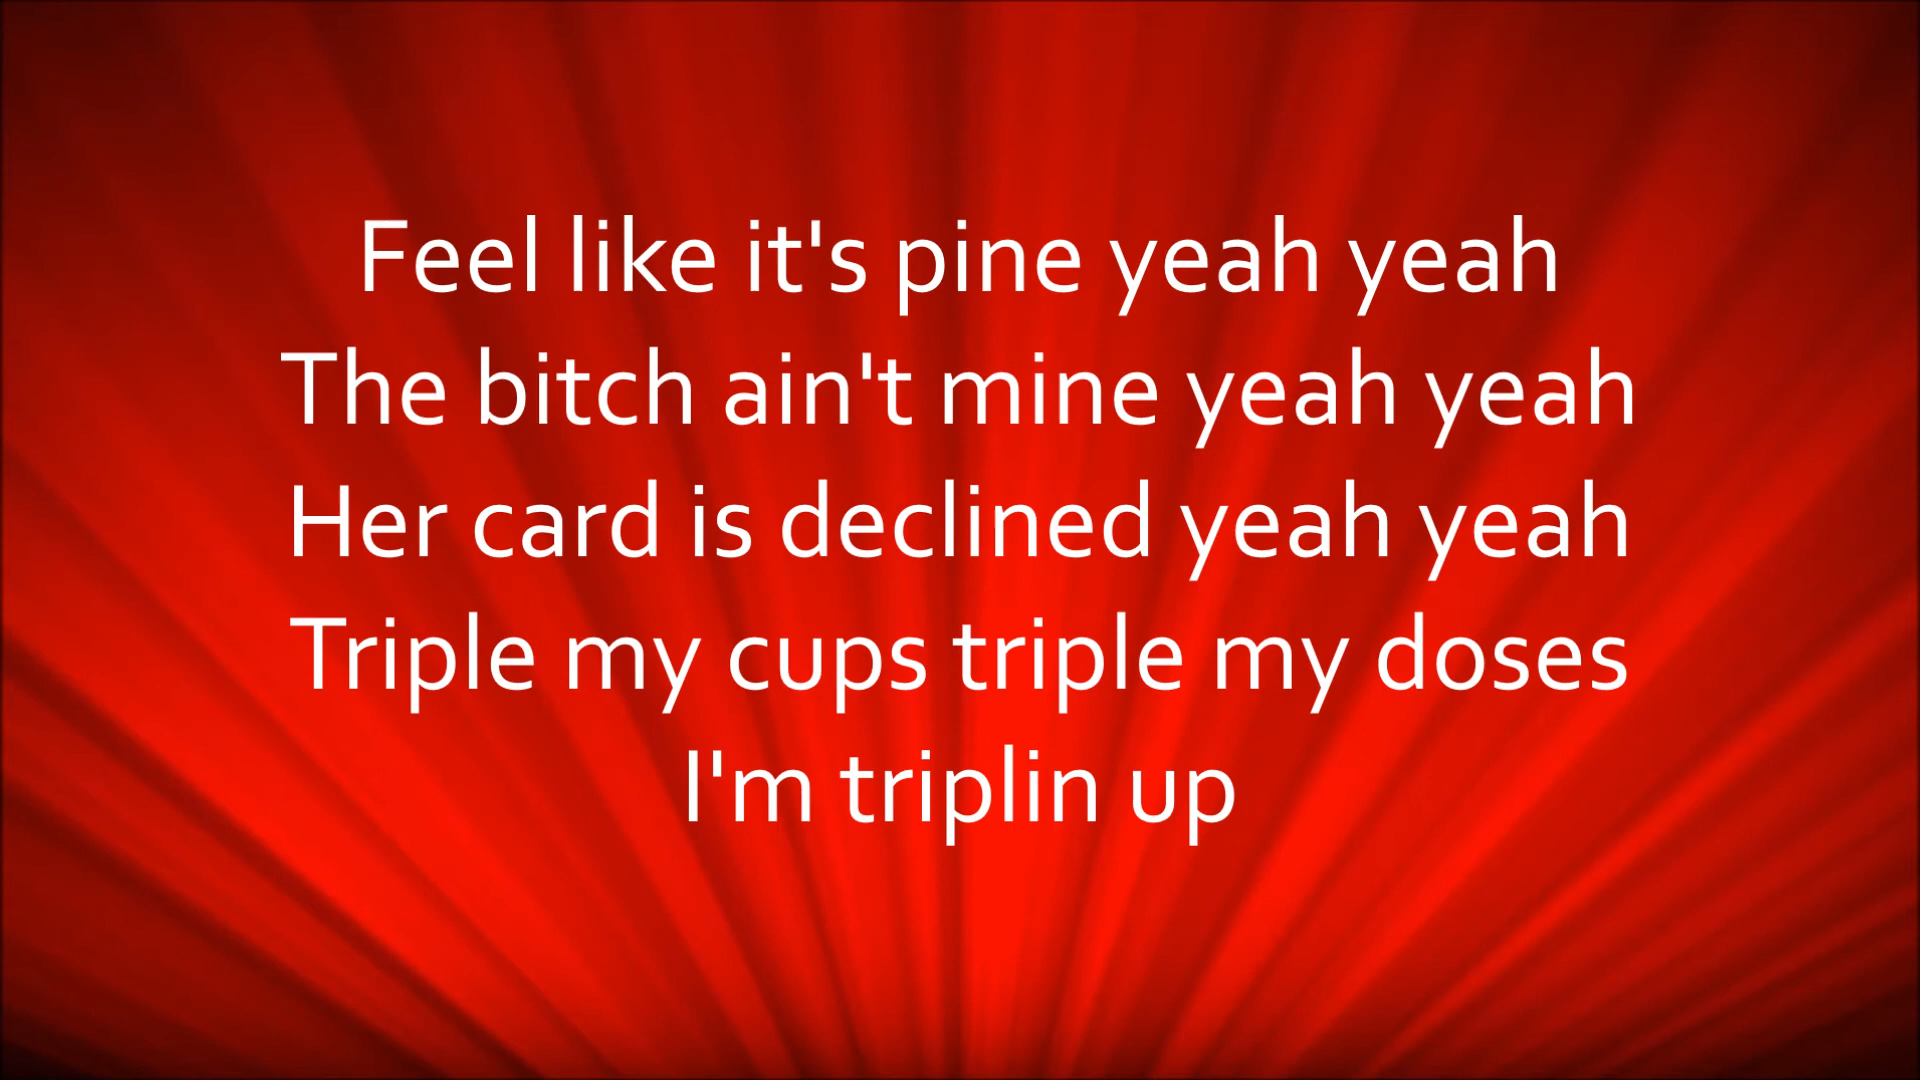 Feel like it's pine yeah yeah
The bitch ain't mine yeah yeah
Her card is declined yeah yeah
Triple my cups triple my doses
I'm triplin up